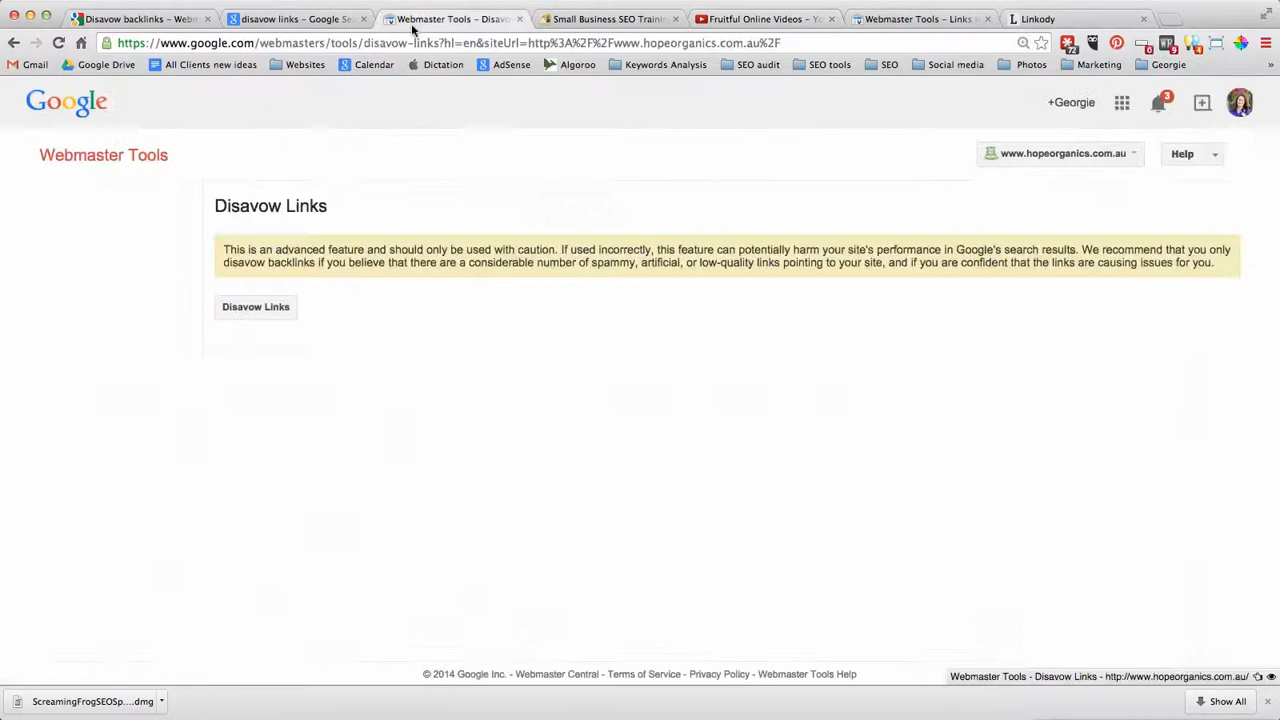 Disavow backlinks – Webm
disavow links – Google Sea
Webmaster Tools – Disavo
Small Business SEO Trainin
Fruitful Online Videos – Yo
Webmaster Tools – Links t
Linkody
https://www.google.com/webmasters/tools/disavow-links?hl=en&siteUrl=http%3A%2F%2Fwww.hopeorganics.com.au%2F
72
0
9
Gmail
Google Drive
All Clients new ideas
Websites
Calendar
Dictation
AdSense
Algoroo
Keywords Analysis
SEO audit
SEO tools
SEO
Social media
Photos
Marketing
Georgie
»
Google
+Georgie
3
Webmaster Tools
www.hopeorganics.com.au
Help
Disavow Links
This is an advanced feature and should only be used with caution. If used incorrectly, this feature can potentially harm your site's performance in Google's search results. We recommend that you only
disavow backlinks if you believe that there are a considerable number of spammy, artificial, or low-quality links pointing to your site, and if you are confident that the links are causing issues for you.
Disavow Links
© 2014 Google Inc. - Webmaster Central - Terms of Service - Privacy Policy - Webmaster Tools Help
Webmaster Tools - Disavow Links - http://www.hopeorganics.com.au/
ScreamingFrogSEOSp....dmg
Show All